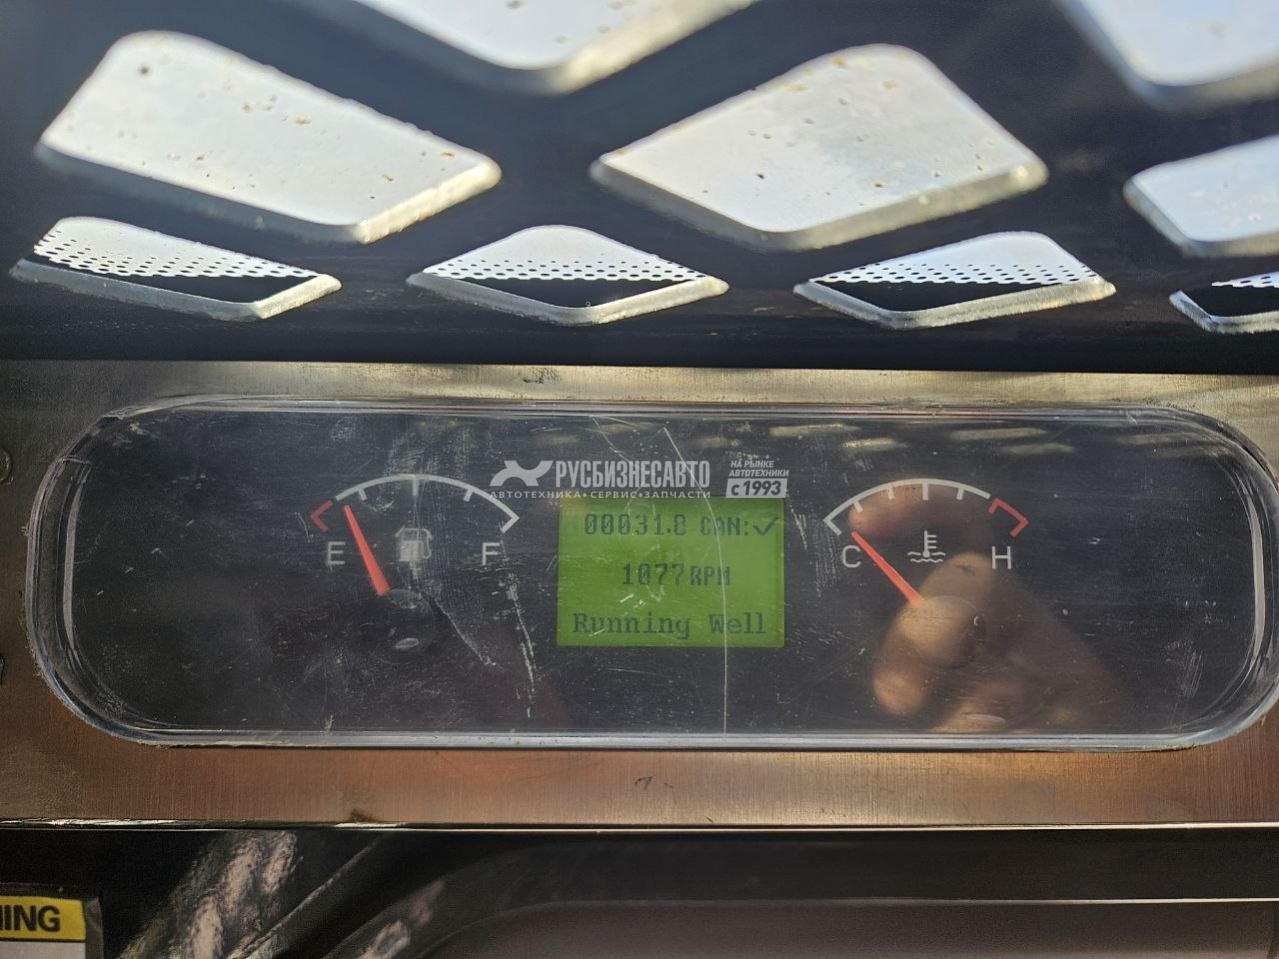 РУСБИЗНЕСАВТО
АВТОТЕХНИКА • СЕРВИС • ЗАПЧАСТИ
НА РЫНКЕ
АВТОТЕХНИКИ
с 1993
00031.8 CAN:✓
1077RPM
Running Well
E
F
C
H
NING